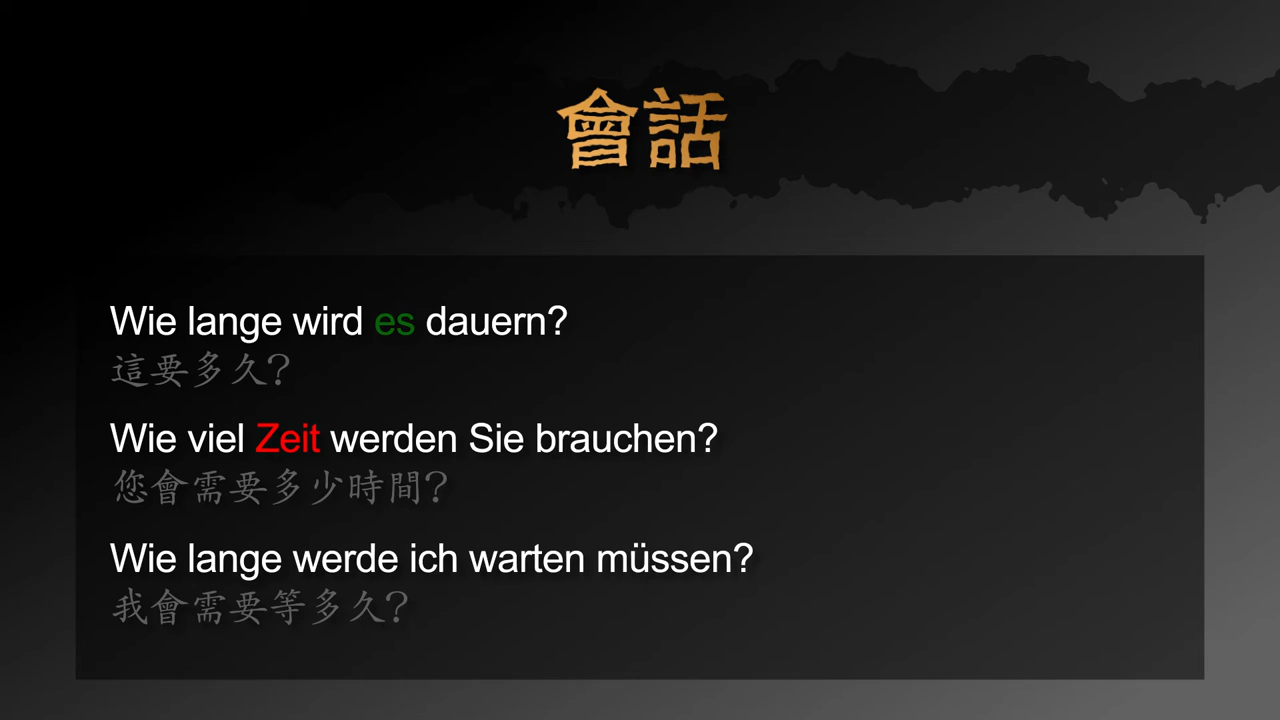 會話
Wie lange wird es dauern?
這要多久?
Wie viel Zeit werden Sie brauchen?
您會需要多少時間?
Wie lange werde ich warten müssen?
我會需要等多久?